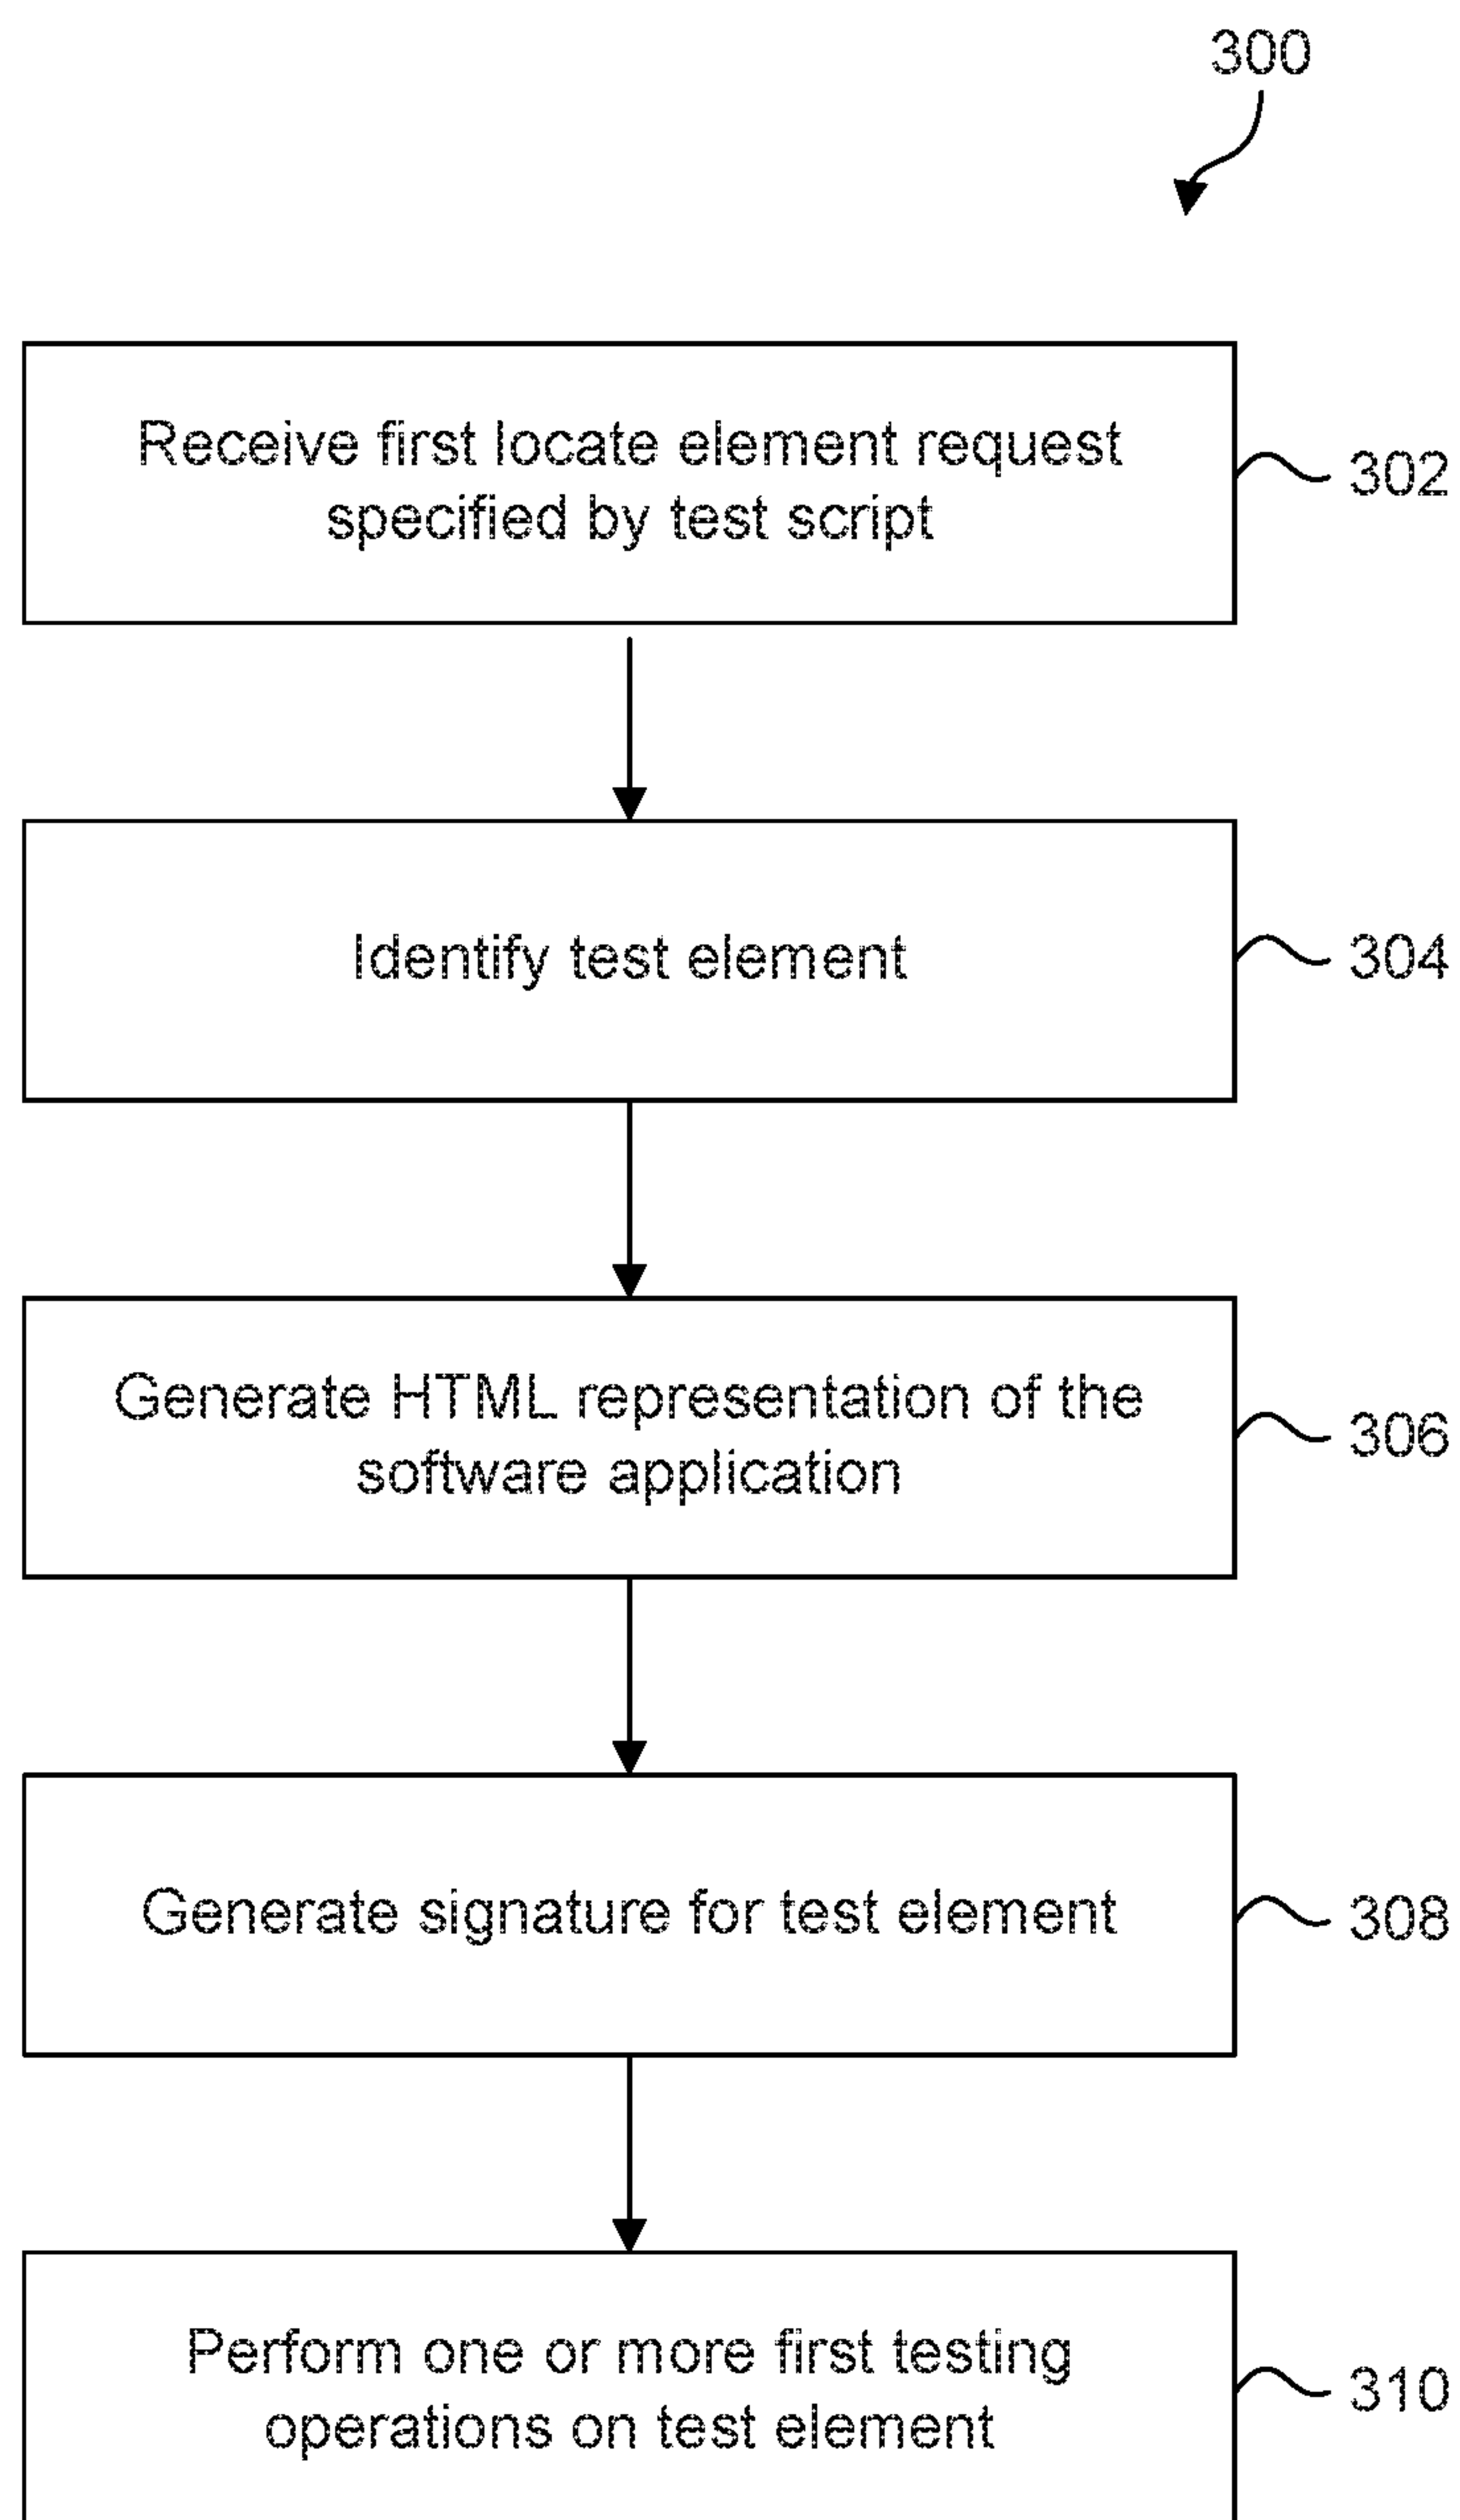 300
Receive first locate element request
specified by test script
302
Identify test element
304
Generate HTML representation of the
software application
306
Generate signature for test element
308
Perform one or more first testing
operations on test element
310